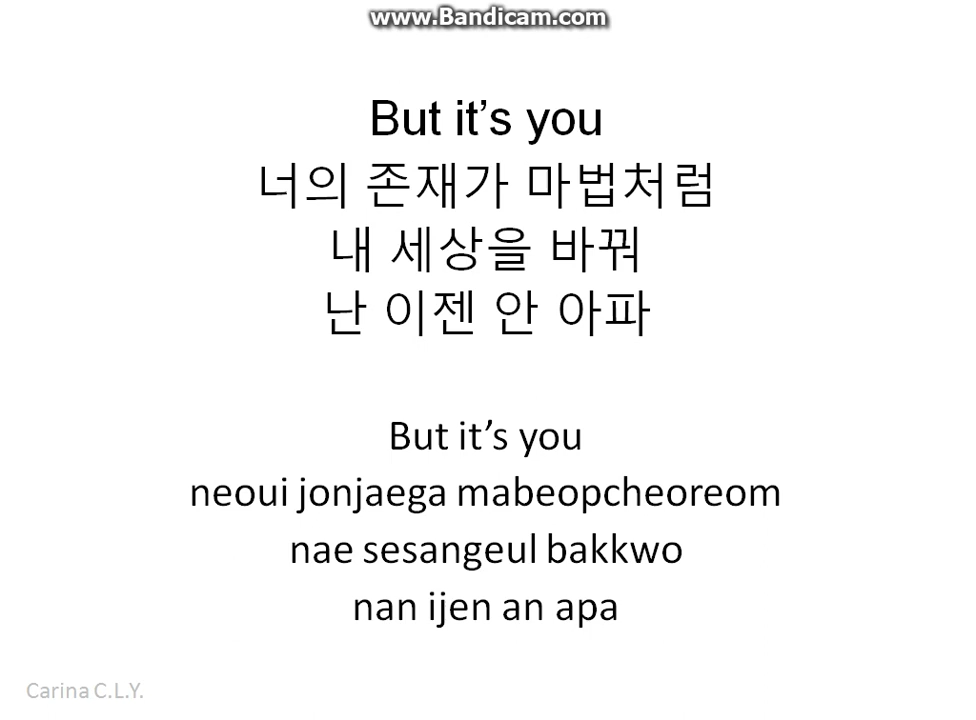 www.Bandicam.com
But it’s you
너의 존재가 마법처럼
내 세상을 바꿔
난 이젠 안 아파
But it’s you
neoui jonjaega mabeopcheoreom
nae sesangeul bakkwo
nan ijen an apa
Carina C.L.Y.